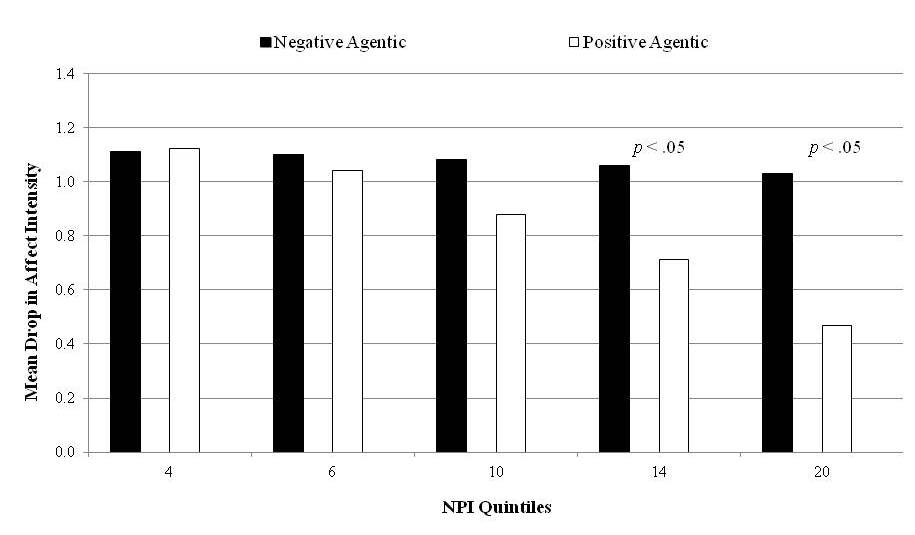 Negative Agentic
Positive Agentic
1.4
1.2
1.0
0.8
0.6
0.4
0.2
0.0
Mean Drop in Affect Intensity
p < .05
p < .05
4
6
10
14
20
NPI Quintiles